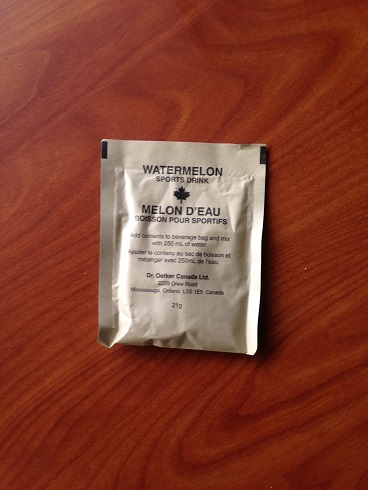 WATERMELON
SPORTS DRINK
MELON D'EAU
BOISSON POUR SPORTIFS
Add contents to beverage bag and mix
with 250 mL of water.
Ajouter le contenu au sac de boisson et
mélanger avec 250mL de l'eau.
Dr. Oetker Canada Ltd.
2229 Drew Road
Mississauga, Ontario L5S 1E5 Canada
21g